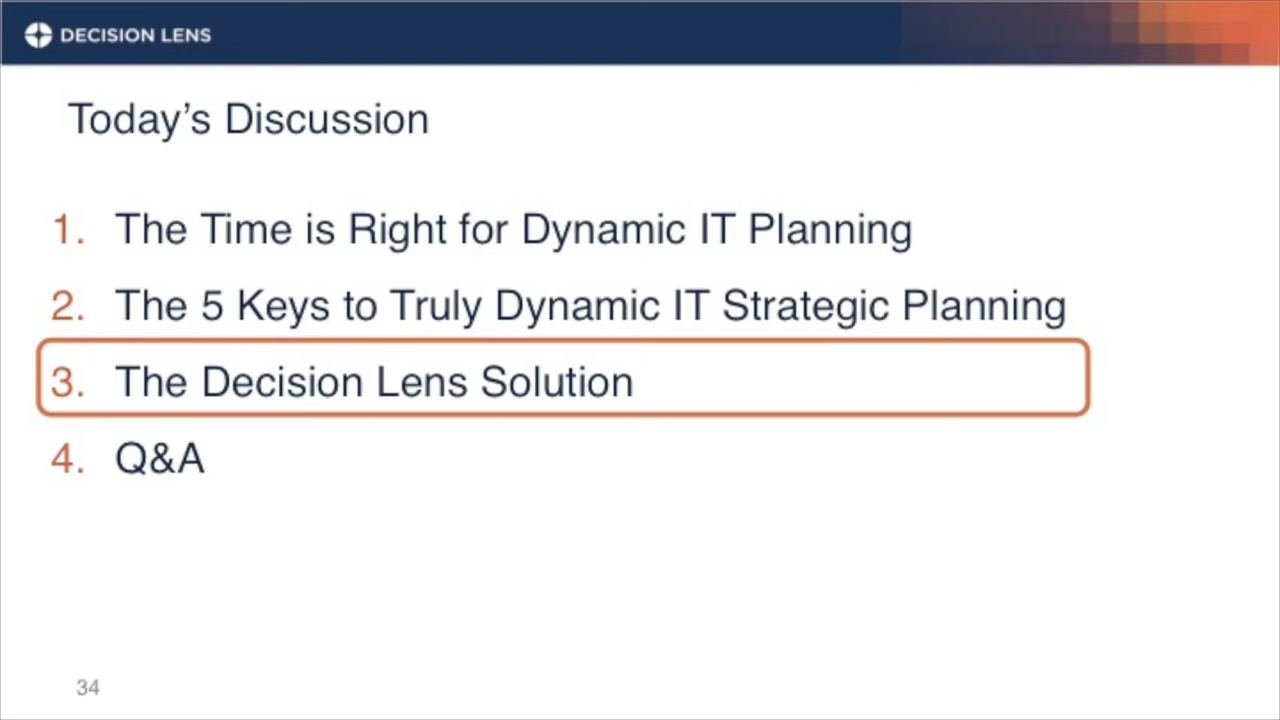 DECISION LENS
Today’s Discussion
1. The Time is Right for Dynamic IT Planning
2. The 5 Keys to Truly Dynamic IT Strategic Planning
3. The Decision Lens Solution
4. Q&A
34